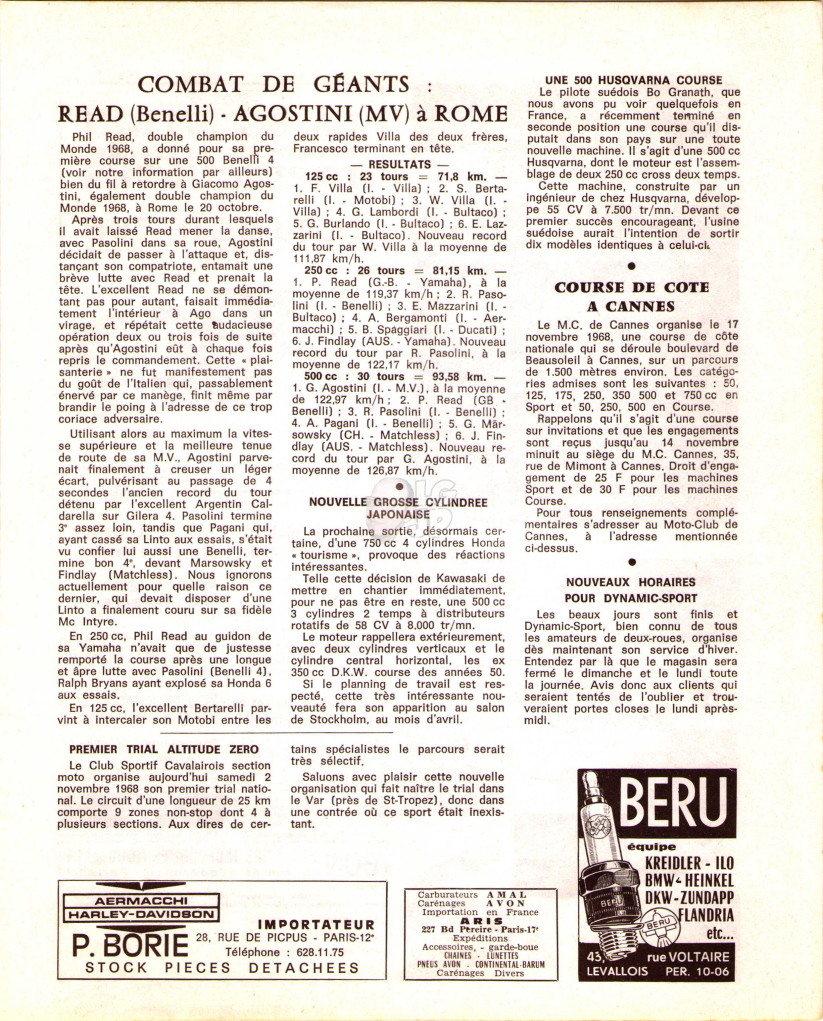 COMBAT DE GÉANTS :
READ (Benelli) - AGOSTINI (MV) à ROME
Phil Read, double champion du
Monde 1968, a donné pour sa pre-
mière course sur une 500 Benelli 4
(voir notre information par ailleurs)
bien du fil à retordre à Giacomo Agos-
tini, également double champion du
Monde 1968, à Rome le 20 octobre.
Après trois tours durant lesquels
il avait laissé Read mener la danse,
avec Pasolini dans sa roue, Agostini
décidait de passer à l'attaque et, dis-
tançant son compatriote, entamait une
brève lutte avec Read et prenait la
tête. L'excellent Read ne se démon-
tant pas pour autant, faisait immédia-
tement l'intérieur à Ago dans un
virage, et répétait cette audacieuse
opération deux ou trois fois de suite
après qu'Agostini eût à chaque fois
repris le commandement. Cette « plai-
santerie » ne fut manifestement pas
du goût de l'Italien qui, passablement
énervé par ce manège, finit même par
brandir le poing à l'adresse de ce trop
coriace adversaire.
Utilisant alors au maximum la vites-
se supérieure et la meilleure tenue
de route de sa M.V., Agostini parve-
nait finalement à creuser un léger
écart, pulvérisant au passage de 4
secondes l'ancien record du tour
détenu par l'excellent Argentin Cal-
darella sur Gilera 4. Pasolini termine
3e assez loin, tandis que Pagani qui,
ayant cassé sa Linto aux essais, s'était
vu confier lui aussi une Benelli, ter-
mine bon 4e, devant Marsowsky et
Findlay (Matchless). Nous ignorons
actuellement pour quelle raison ce
dernier, qui devait disposer d'une
Linto a finalement couru sur sa fidèle
Mc Intyre.
En 250 cc, Phil Read au guidon de
sa Yamaha n'avait que de justesse
remporté la course après une longue
et âpre lutte avec Pasolini (Benelli 4),
Ralph Bryans ayant explosé sa Honda 6
aux essais.
En 125 cc, l'excellent Bertarelli par-
vint à intercaler son Motobi entre les
deux rapides Villa des deux frères,
Francesco terminant en tête.
— RESULTATS —
125 cc : 23 tours = 71,8 km. —
1. F. Villa (I. - Villa) ; 2. S. Berta-
relli (I. - Motobi) ; 3. W. Villa (I. -
Villa) ; 4. G. Lambordi (I. - Bultaco) ;
5. G. Burlando (I. - Bultaco) ; 6. E. Laz-
zarini (I. - Bultaco). Nouveau record
du tour par W. Villa à la moyenne de
111,87 km/h.
250 cc : 26 tours = 81,15 km. —
1. P. Read (G.-B. - Yamaha), à la
moyenne de 119,37 km/h ; 2. R. Paso-
lini (I. - Benelli) ; 3. E. Mazzarini (I. -
Bultaco) ; 4. A. Bergamonti (I. - Aer-
macchi) ; 5. B. Spaggiari (I. - Ducati) ;
6. J. Findlay (AUS. - Yamaha). Nouveau
record du tour par R. Pasolini, à la
moyenne de 122,17 km/h.
500 cc : 30 tours = 93,58 km. —
1. G. Agostini (I. - M.V.), à la moyenne
de 122,97 km/h ; 2. P. Read (GB -
Benelli) ; 3. R. Pasolini (I. - Benelli) ;
4. A. Pagani (I. - Benelli) ; 5. G. Mar-
sowsky (CH. - Matchless) ; 6. J. Fin-
dlay (AUS. - Matchless). Nouveau re-
cord du tour par G. Agostini, à la
moyenne de 126,87 km/h.
NOUVELLE GROSSE CYLINDREE
JAPONAISE
La prochaine sortie, désormais cer-
taine, d'une 750 cc 4 cylindres Honda
« tourisme », provoque des réactions
intéressantes.
Telle cette décision de Kawasaki de
mettre en chantier immédiatement,
pour ne pas être en reste, une 500 cc
3 cylindres 2 temps à distributeurs
rotatifs de 58 CV à 8.000 tr/mn.
Le moteur rappellera extérieurement,
avec deux cylindres verticaux et le
cylindre central horizontal, les ex
350 cc D.K.W. course des années 50.
Si le planning de travail est res-
pecté, cette très intéressante nou-
veauté fera son apparition au salon
de Stockholm, au mois d'avril.
UNE 500 HUSQVARNA COURSE
Le pilote suédois Bo Granath, que
nous avons pu voir quelquefois en
France, a récemment terminé en
seconde position une course qu'il dis-
putait dans son pays sur une toute
nouvelle machine. Il s'agit d'une 500 cc
Husqvarna, dont le moteur est l'assem-
blage de deux 250 cc cross deux temps.
Cette machine, construite par un
ingénieur de chez Husqvarna, dévelop-
pe 55 CV à 7.500 tr/mn. Devant ce
premier succès encourageant, l'usine
suédoise aurait l'intention de sortir
dix modèles identiques à celui-ci.
COURSE DE COTE
A CANNES
Le M.C. de Cannes organise le 17
novembre 1968, une course de côte
nationale qui se déroule boulevard de
Beausoleil à Cannes, sur un parcours
de 1.500 mètres environ. Les catégo-
ries admises sont les suivantes : 50,
125, 175, 250, 350 500 et 750 cc en
Sport et 50, 250, 500 en Course.
Rappelons qu'il s'agit d'une course
sur invitations et que les engagements
sont reçus jusqu'au 14 novembre
minuit au siège du M.C. Cannes, 35,
rue de Mimont à Cannes. Droit d'enga-
gement de 25 F pour les machines
Sport et de 30 F pour les machines
Course.
Pour tous renseignements complé-
mentaires s'adresser au Moto-Club de
Cannes, à l'adresse mentionnée
ci-dessus.
NOUVEAUX HORAIRES
POUR DYNAMIC-SPORT
Les beaux jours sont finis et
Dynamic-Sport, bien connu de tous
les amateurs de deux-roues, organise
dès maintenant son service d'hiver.
Entendez par là que le magasin sera
fermé le dimanche et le lundi toute
la journée. Avis donc aux clients qui
seraient tentés de l'oublier et trou-
veraient portes closes le lundi après-
midi.
PREMIER TRIAL ALTITUDE ZERO
Le Club Sportif Cavalairois section
moto organise aujourd'hui samedi 2
novembre 1968 son premier trial natio-
nal. Le circuit d'une longueur de 25 km
comporte 9 zones non-stop dont 4 à
plusieurs sections. Aux dires de cer-
tains spécialistes le parcours serait
très sélectif.
Saluons avec plaisir cette nouvelle
organisation qui fait naître le trial dans
le Var (près de St-Tropez), donc dans
une contrée où ce sport était inexis-
tant.
AERMACCHI
HARLEY-DAVIDSON
IMPORTATEUR
P. BORIE
28, RUE DE PICPUS - PARIS-12e
Téléphone : 628.11.75
STOCK PIECES DETACHEES
Carburateurs AMAL
Carénages AVON
Importation en France
ARIS
227 Bd Pereire - Paris-17e
Expéditions
Accessoires, - garde-boue
CHAINES - LUNETTES
PNEUS AVON - CONTINENTAL-BARUM
Carénages Divers
BERU
équipe
KREIDLER - ILO
BMW - HEINKEL
DKW - ZUNDAPP
FLANDRIA
etc...
BERU
BERU
43, rue VOLTAIRE
LEVALLOIS PER. 10-06